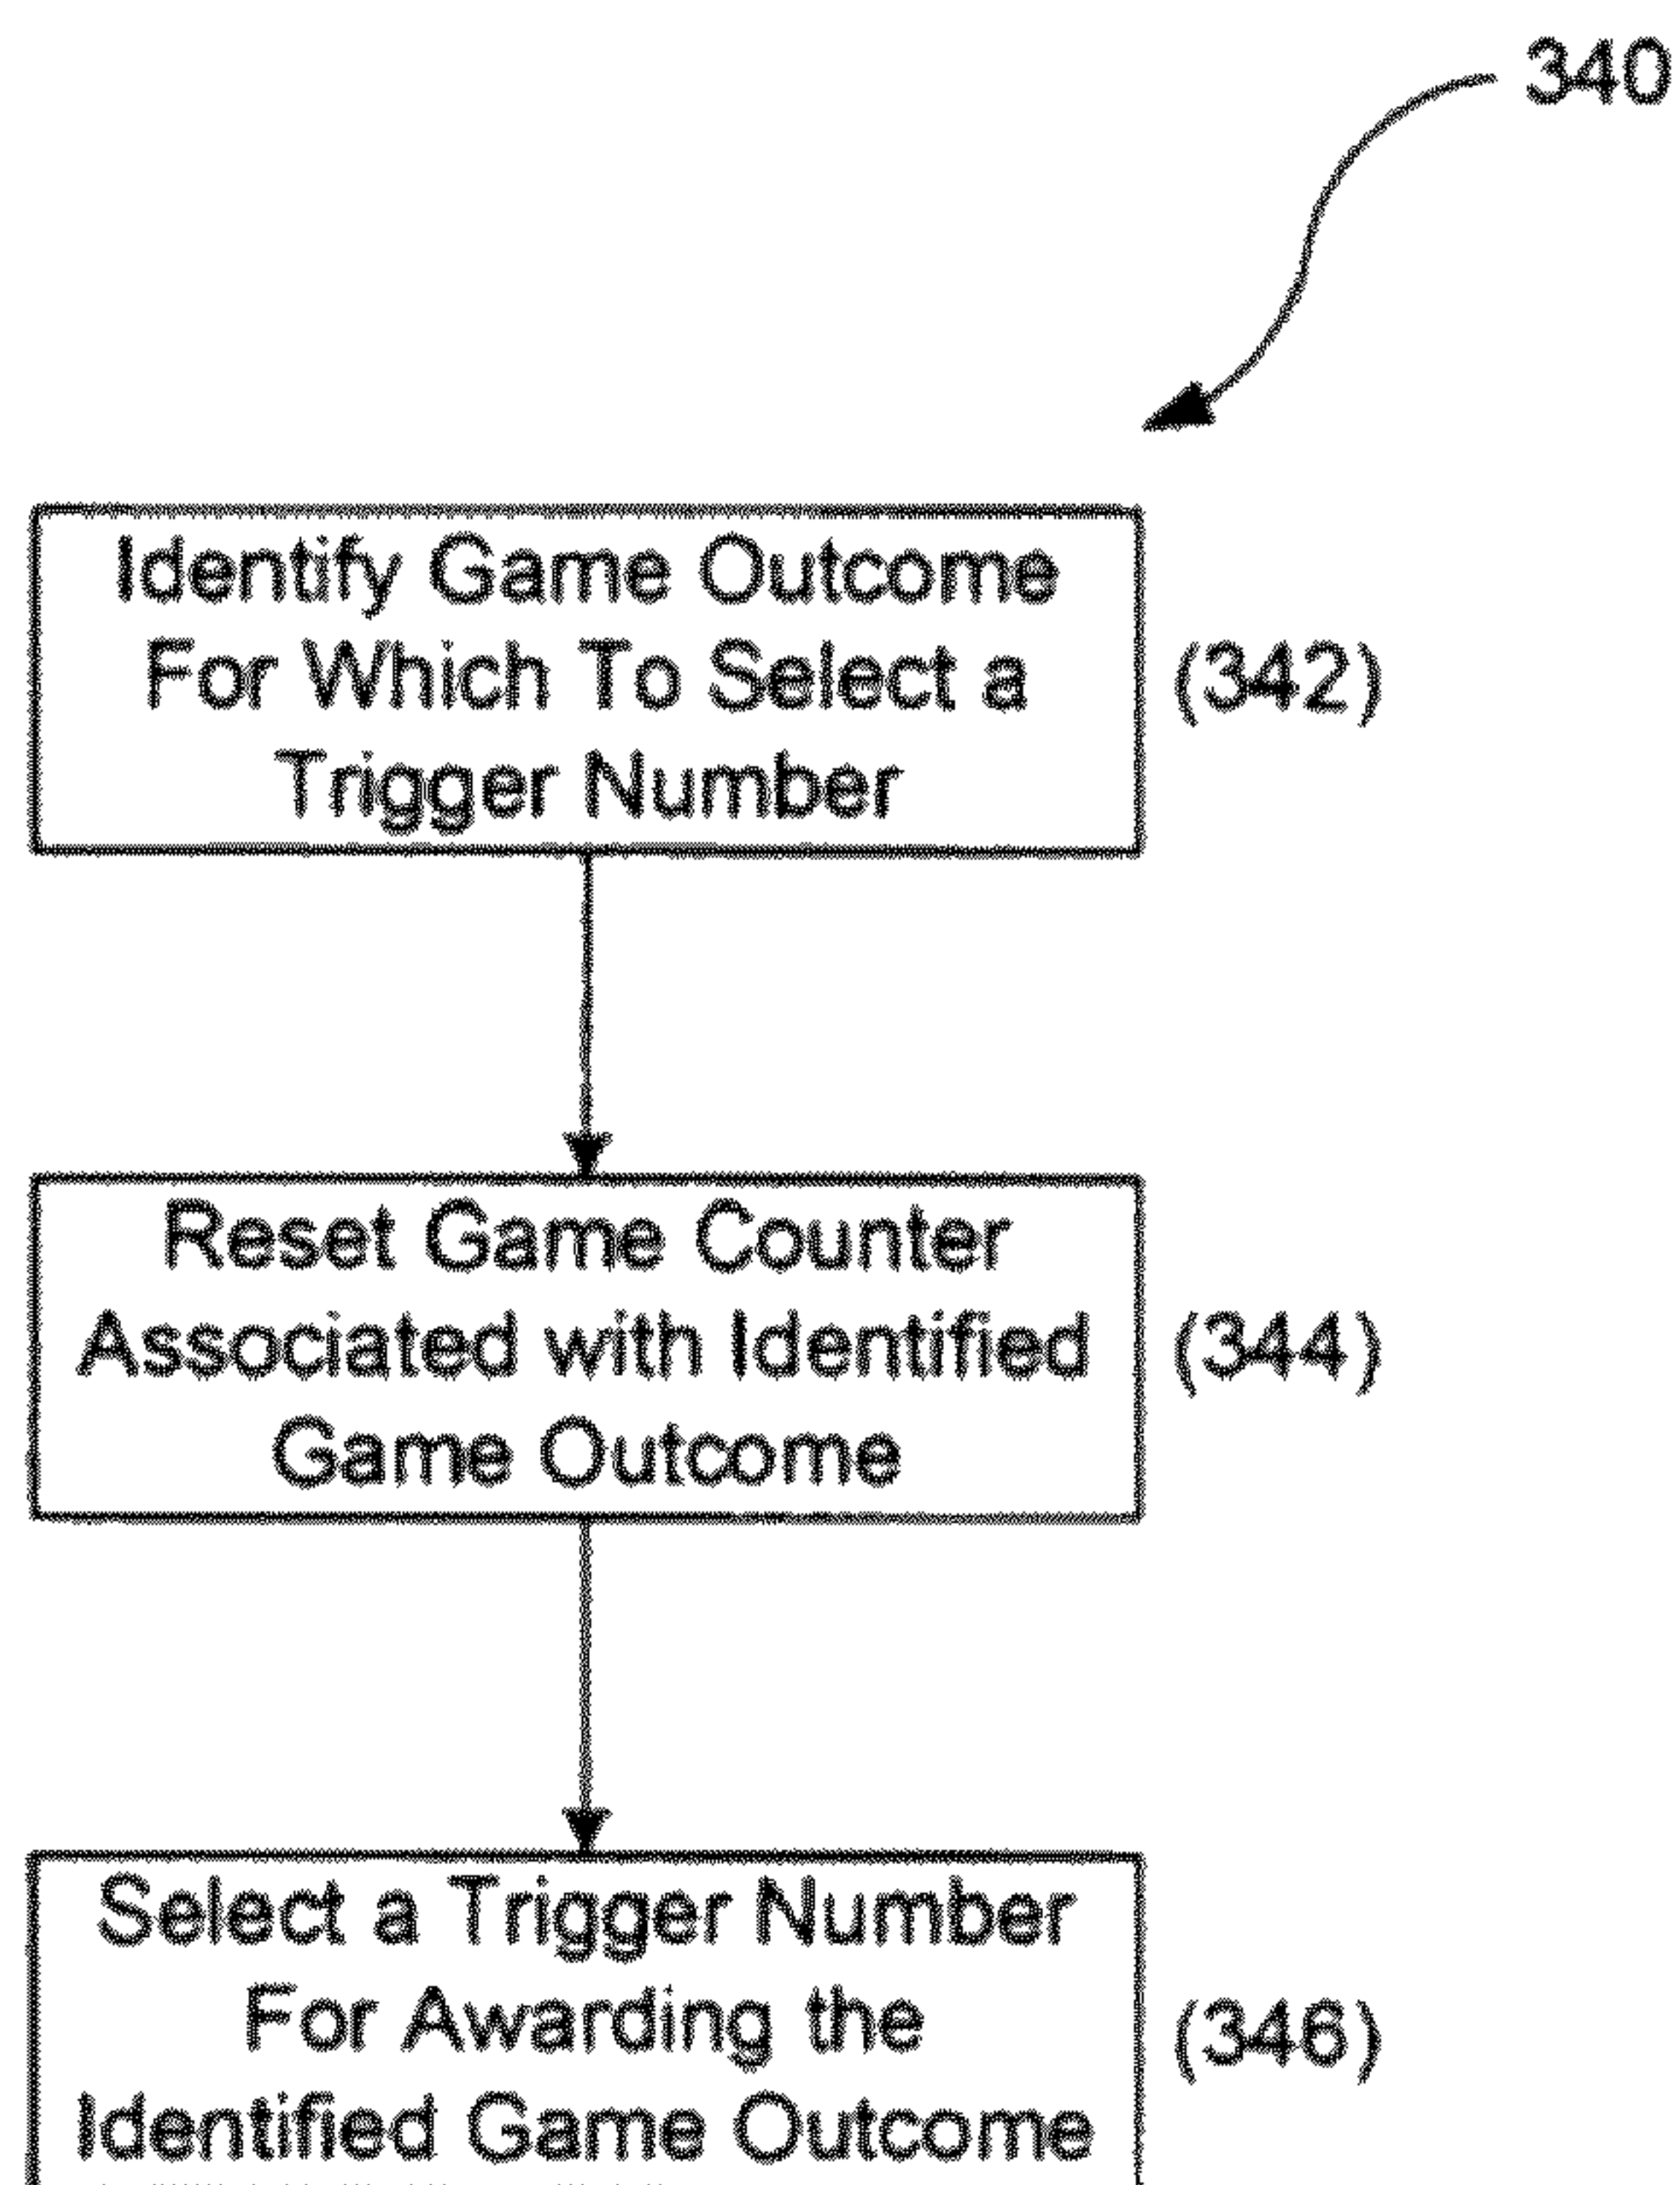 340
Identify Game Outcome
For Which To Select a
Trigger Number
(342)
Reset Game Counter
Associated with Identified
Game Outcome
(344)
Select a Trigger Number
For Awarding the
Identified Game Outcome
(346)